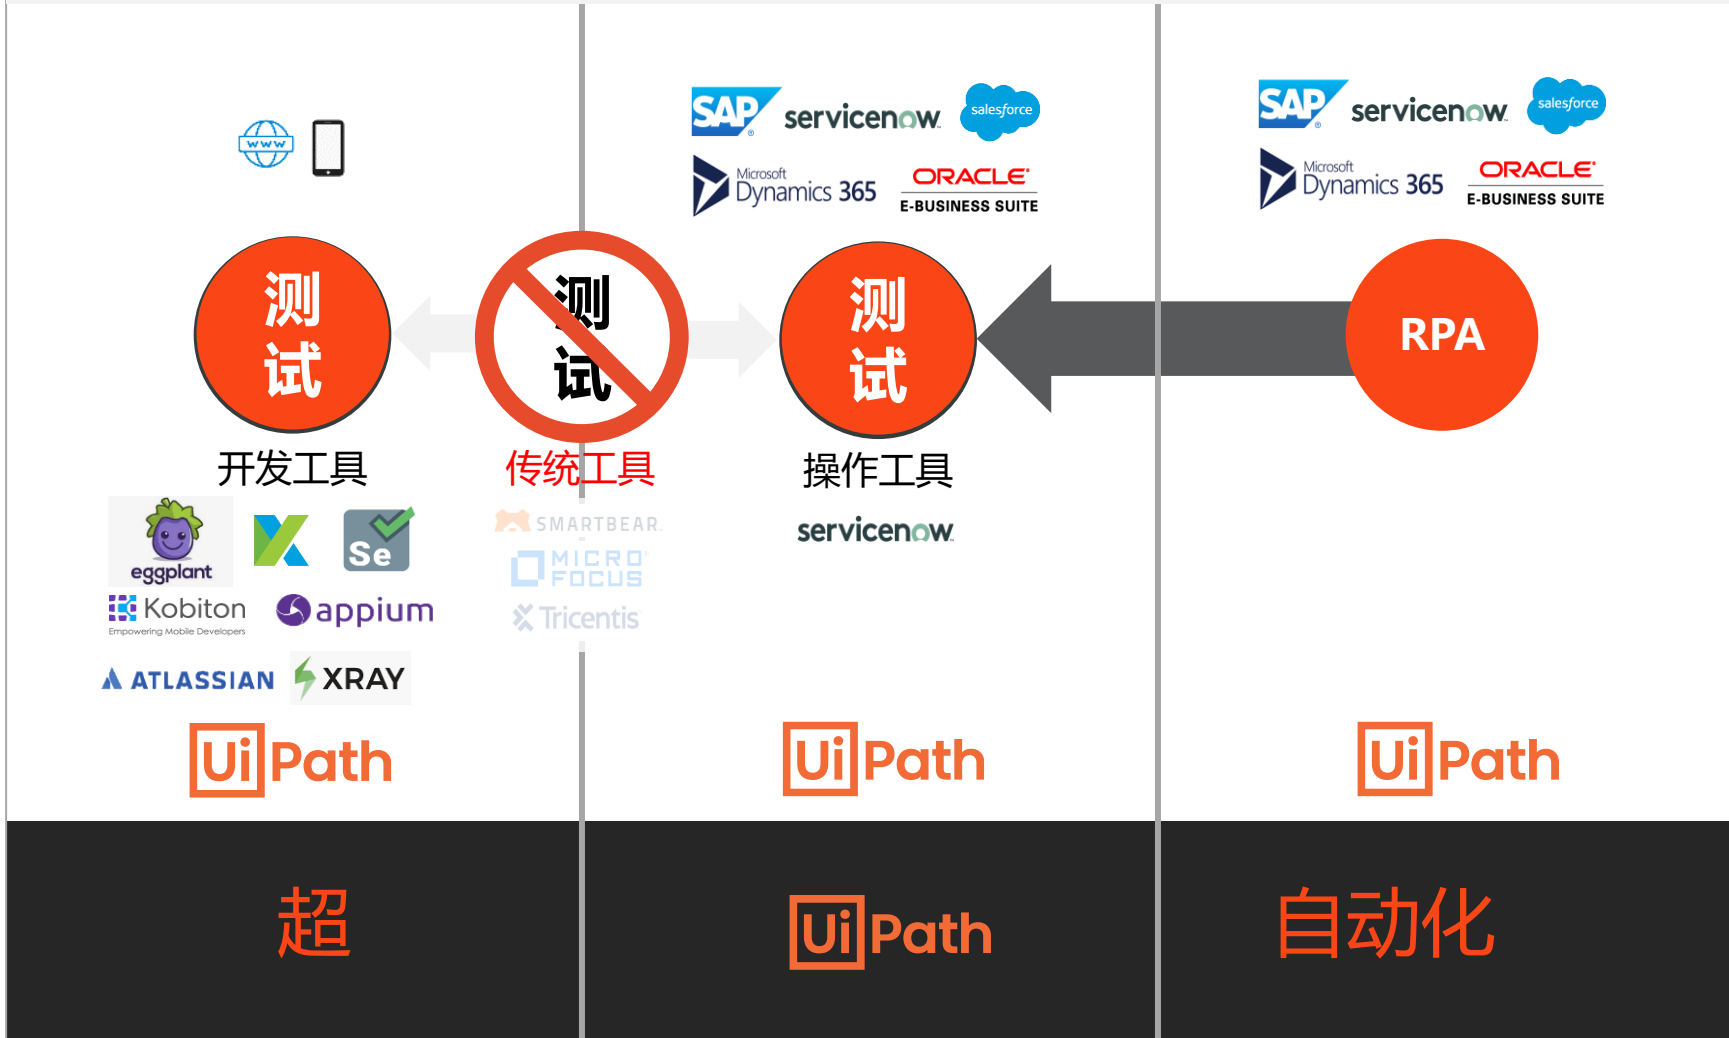 www
SAP
servicenow
salesforce
Microsoft
Dynamics 365
ORACLE
E-BUSINESS SUITE
SAP
servicenow
salesforce
Microsoft
Dynamics 365
ORACLE
E-BUSINESS SUITE
测
试
开发工具
eggplant
Se
Kobiton
Empowering Mobile Developers
appium
ATLASSIAN
XRAY
UiPath
测
试
传统工具
SMARTBEAR
MICRO
FOCUS
Tricentis
测
试
操作工具
servicenow
UiPath
RPA
UiPath
超
UiPath
自动化